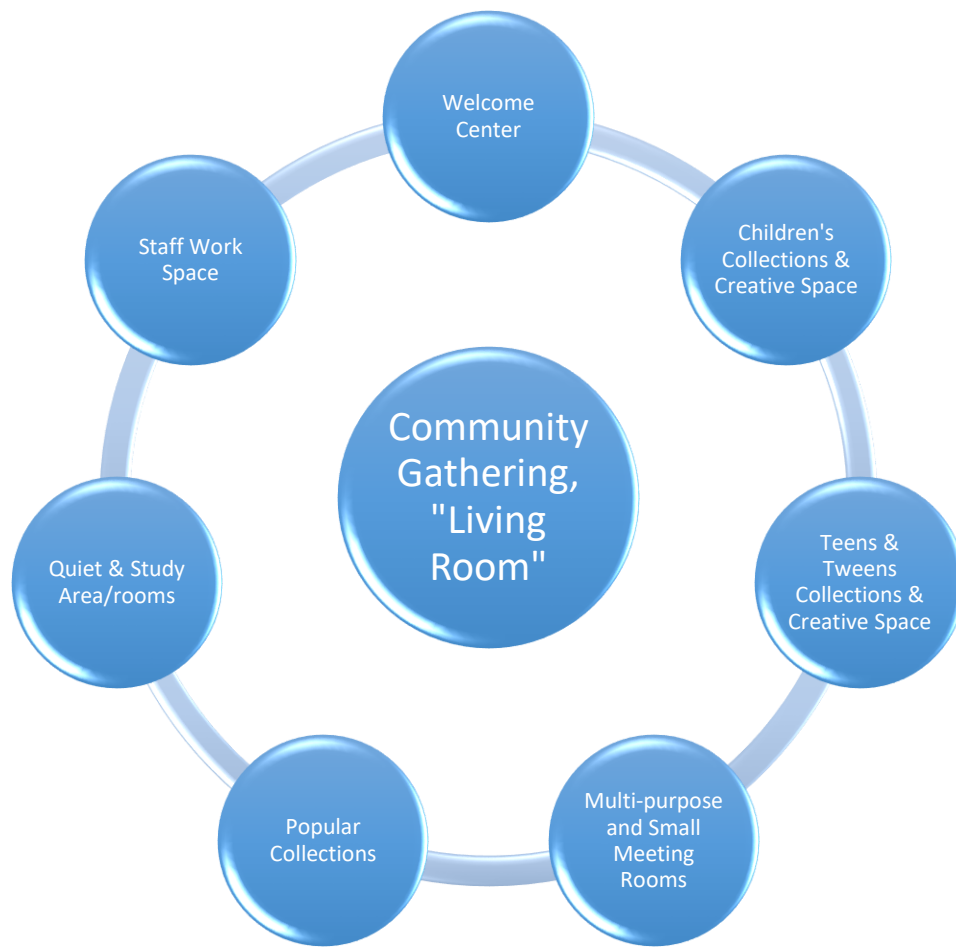 Welcome
Center
Children's
Collections &
Creative Space
Teens &
Tweens
Collections &
Creative Space
Multi-purpose
and Small
Meeting
Rooms
Popular
Collections
Quiet & Study
Area/rooms
Staff Work
Space
Community
Gathering,
"Living
Room"